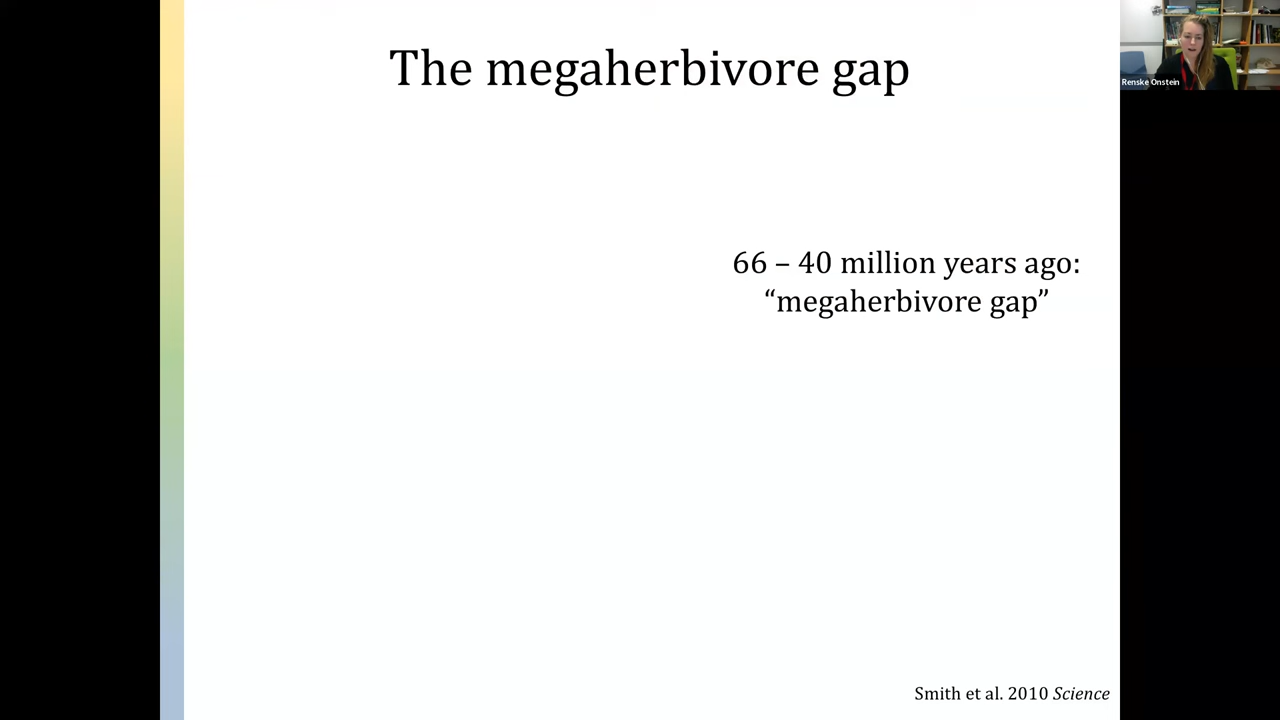 The megaherbivore gap
Renske Onstein
66 – 40 million years ago:
“megaherbivore gap”
Smith et al. 2010 Science